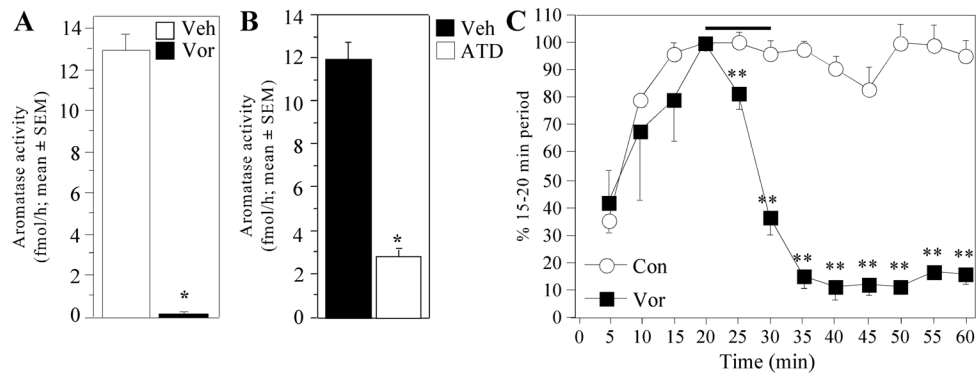 A
Veh
Vor
Aromatase activity
(fmol/h; mean ± SEM)
14
12
10
8
6
4
2
0
*
B
Veh
ATD
Aromatase activity
(fmol/h; mean ± SEM)
14
12
10
8
6
4
2
0
*
C
% 15-20 min period
110
100
90
80
70
60
50
40
30
20
10
0
**
**
** ** ** ** ** **
Con
Vor
0 5 10 15 20 25 30 35 40 45 50 55 60
Time (min)